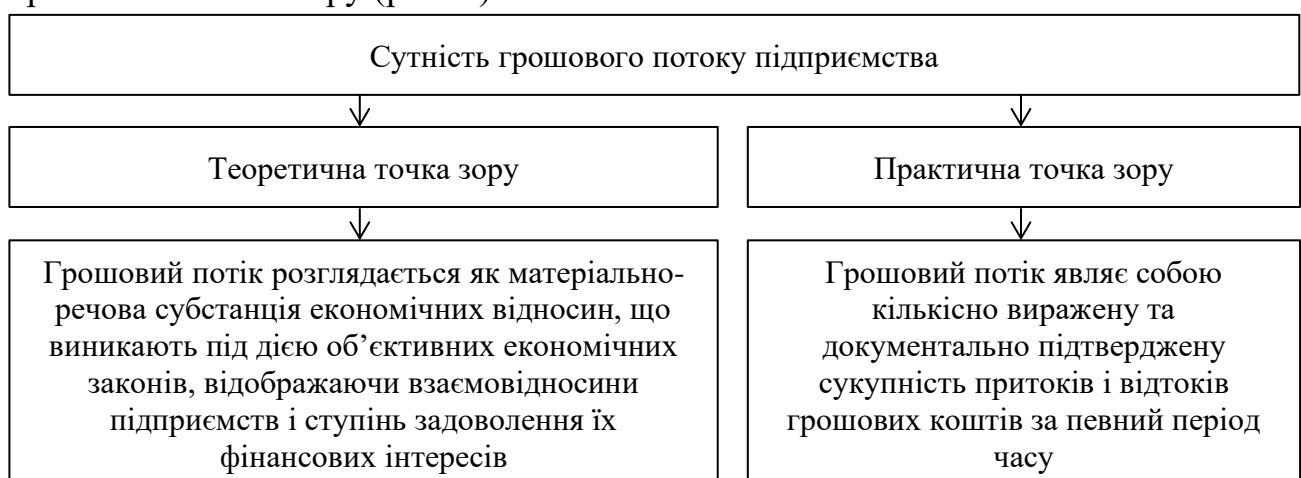 Сутність грошового потоку підприємства
Теоретична точка зору
Практична точка зору
Грошовий потік розглядається як матеріально-
речова субстанція економічних відносин, що
виникають під дією об’єктивних економічних
законів, відображаючи взаємовідносини
підприємств і ступінь задоволення їх
фінансових інтересів
Грошовий потік являє собою
кількісно виражену та
документально підтверджену
сукупність притоків і відтоків
грошових коштів за певний період
часу